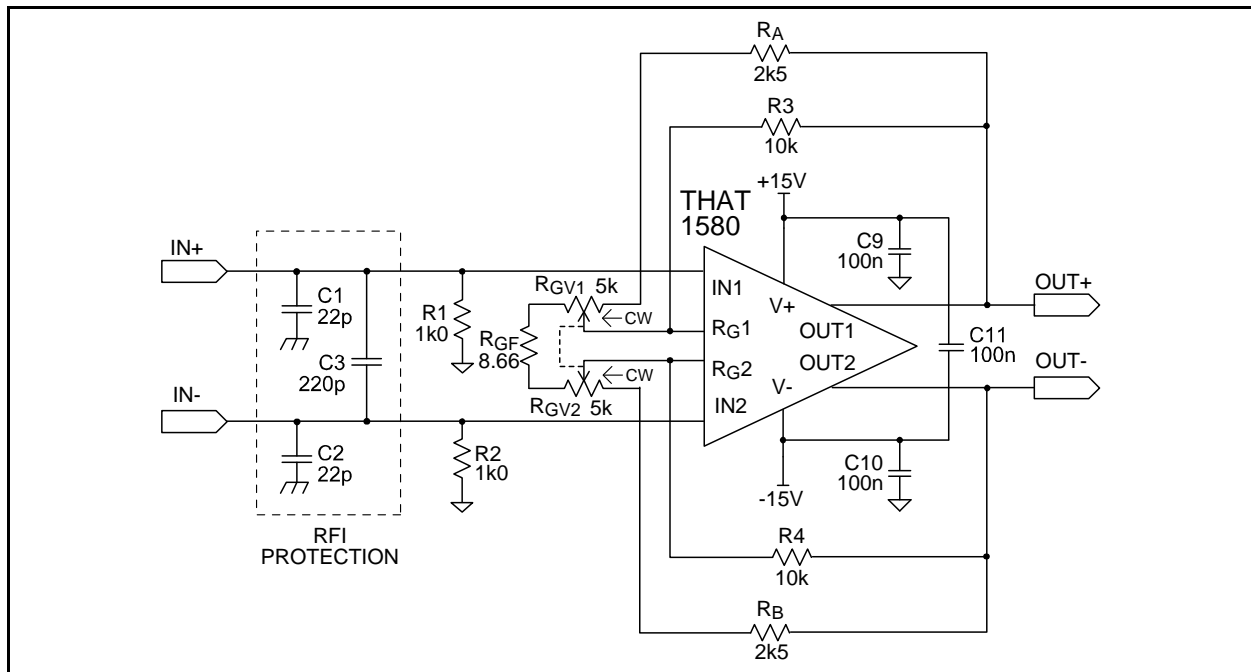 RA
2k5
R3
10k
THAT
1580
+15V
C9
100n
IN+
C1
22p
C3
220p
R1
1k0
RGV1 5k
CW
RGF
8.66
CW
RGV2 5k
IN1
RG1
RG2
IN2
V+
OUT1
OUT2
V-
C11
100n
OUT+
OUT-
IN-
C2
22p
R2
1k0
C10
100n
-15V
RFI
PROTECTION
R4
10k
RB
2k5